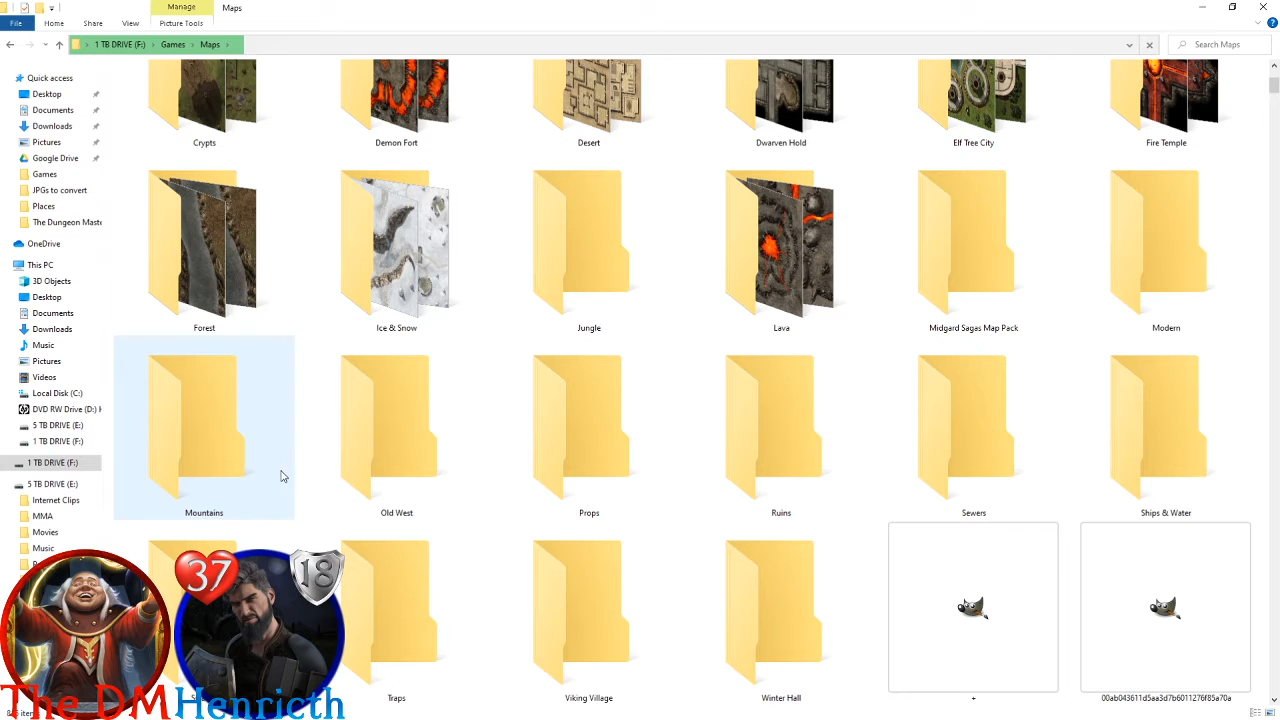 Manage
Maps
File
Home
Share
View
Picture Tools
1 TB DRIVE (F:)
Games
Maps
Search Maps
Quick access
Desktop
Documents
Downloads
Pictures
Google Drive
Games
JPGs to convert
Places
The Dungeon Maste
OneDrive
This PC
3D Objects
Desktop
Documents
Downloads
Music
Pictures
Videos
Local Disk (C:)
DVD RW Drive (D:) H
5 TB DRIVE (E:)
1 TB DRIVE (F:)
1 TB DRIVE (F:)
5 TB DRIVE (E:)
Internet Clips
MMA
Movies
Music
Crypts
Demon Fort
Desert
Dwarven Hold
Elf Tree City
Fire Temple
Forest
Ice & Snow
Jungle
Lava
Midgard Sagas Map Pack
Modern
Mountains
Old West
Props
Ruins
Sewers
Ships & Water
Traps
Viking Village
Winter Hall
+
00ab043611d5aa3d7b6011276f85a70a
37
18
The DM
Henricth